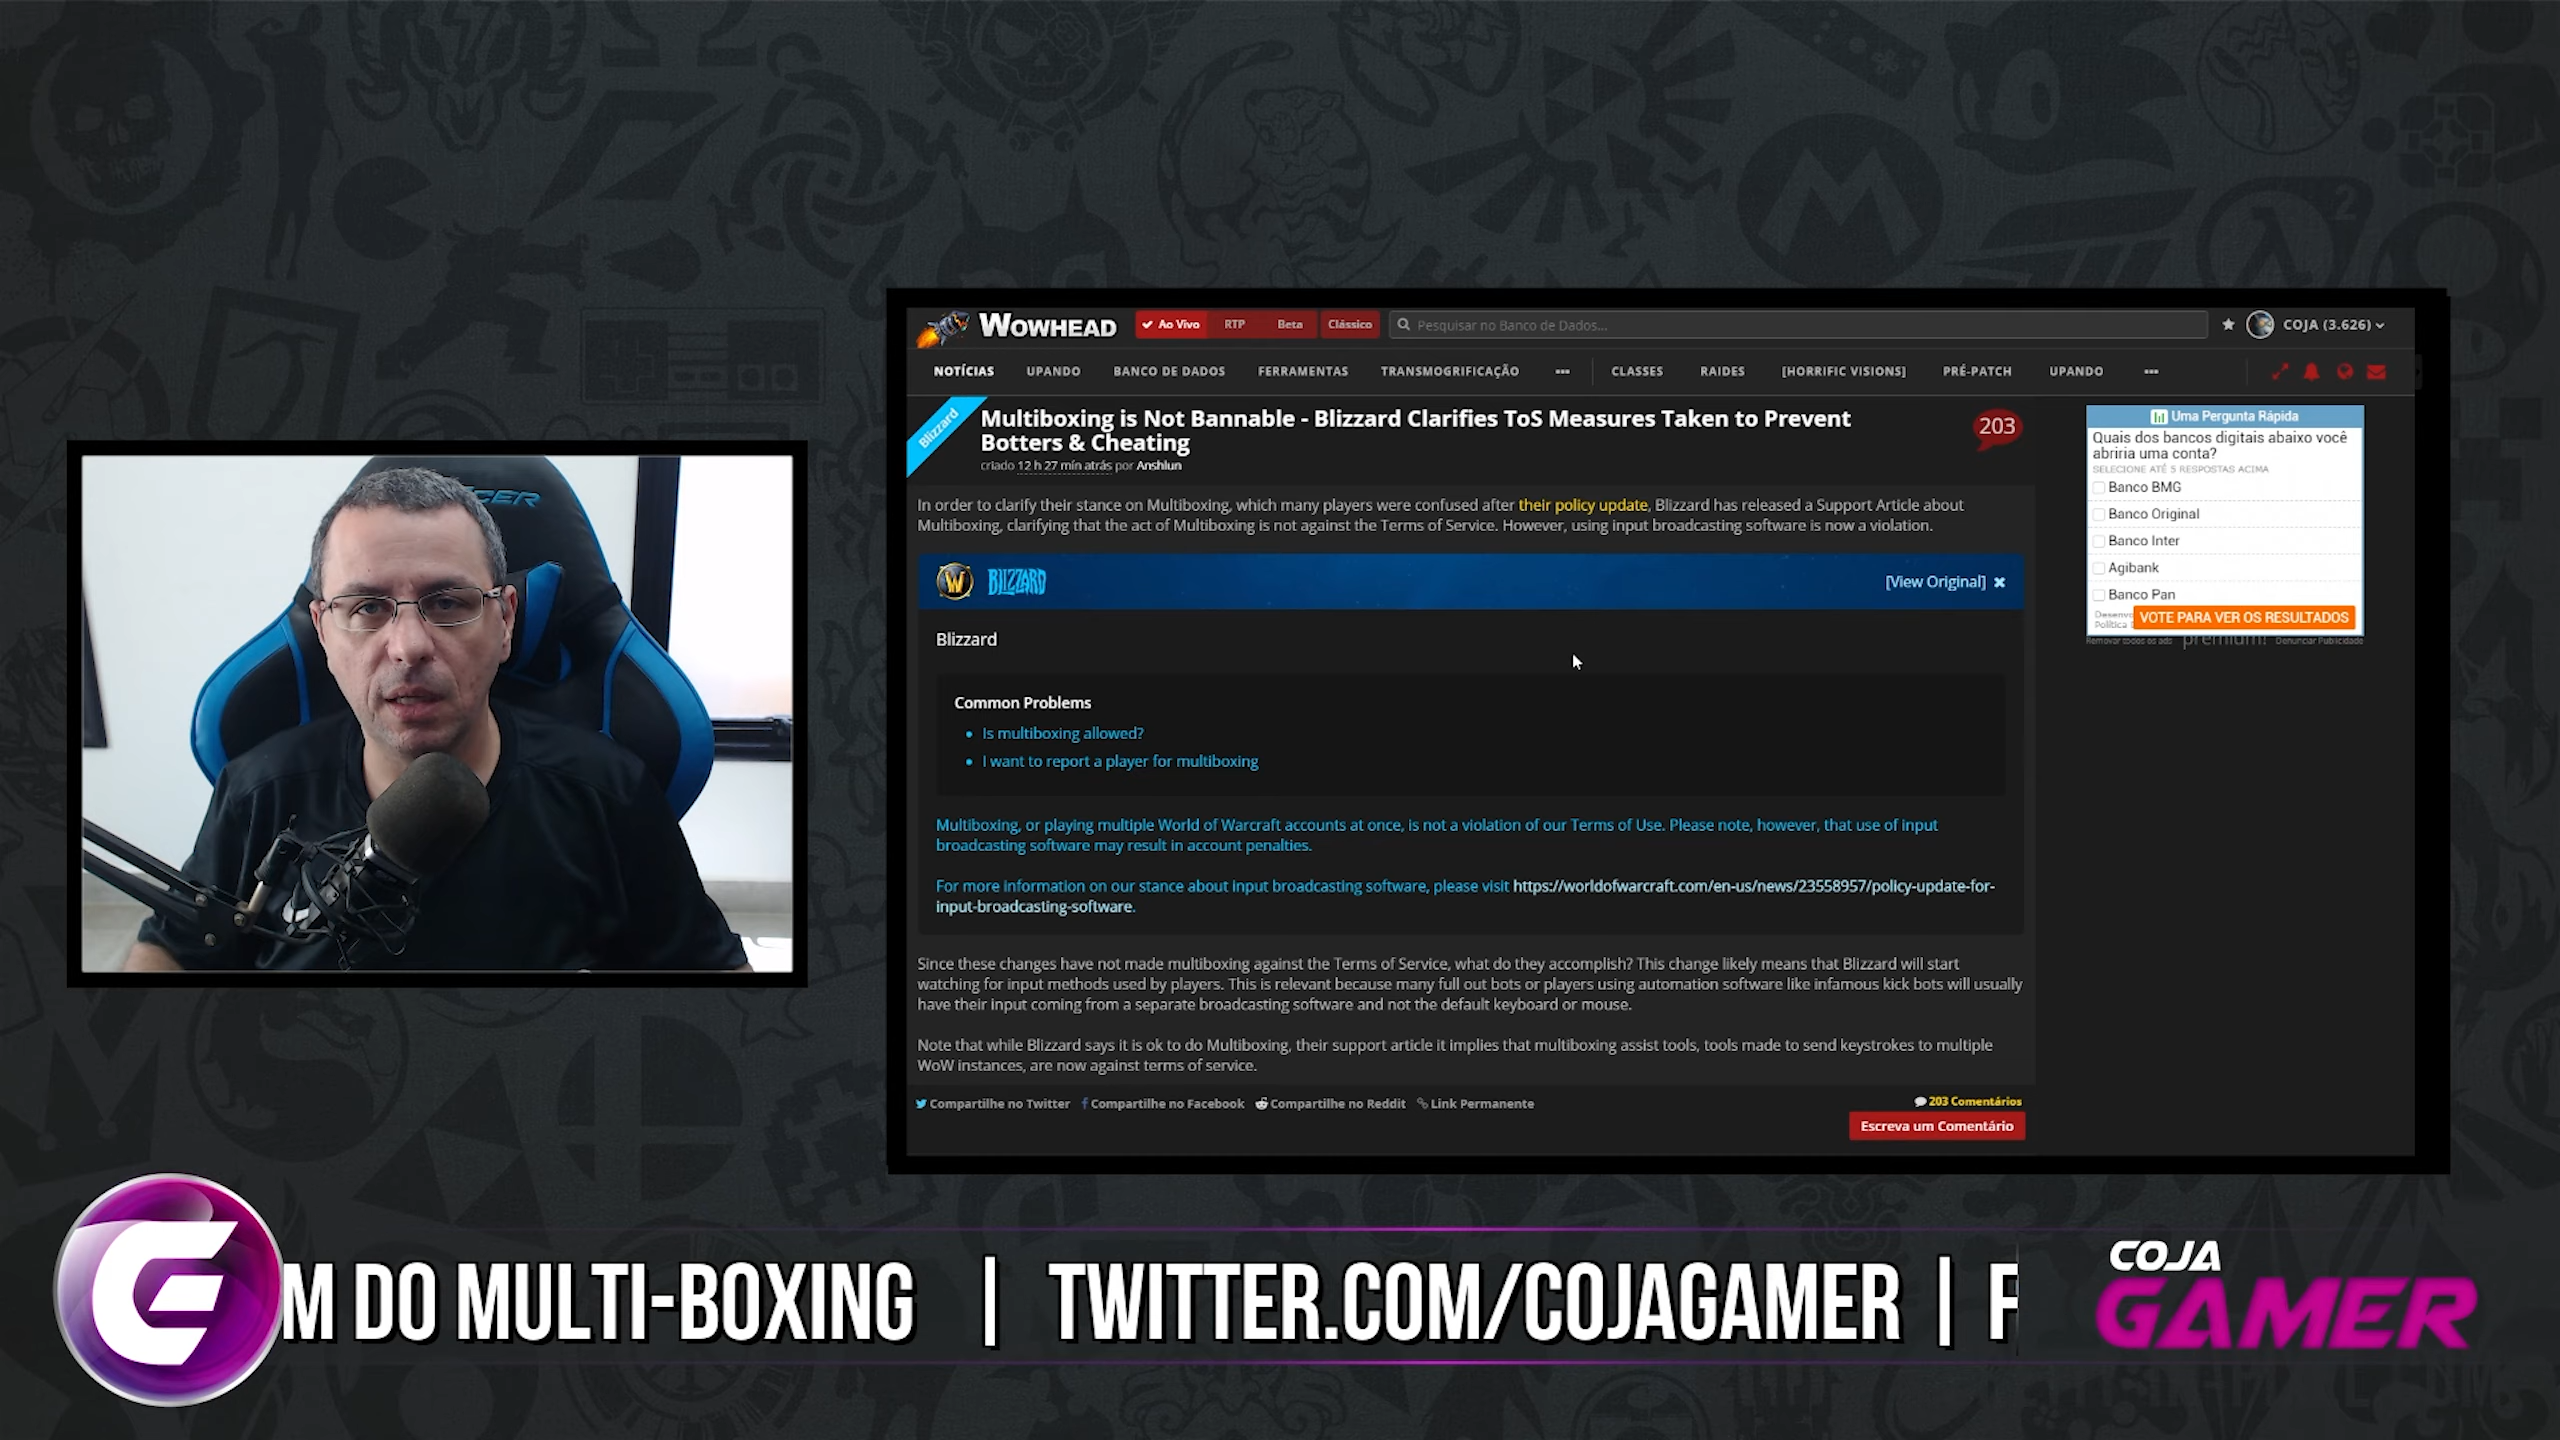 WOWHEAD
Ao Vivo RTP Beta Clássico
Pesquisar no Banco de Dados...
COJA (3.626)
NOTÍCIAS UPANDO BANCO DE DADOS FERRAMENTAS TRANSMOGRIFICAÇÃO ... CLASSES RAIDES [HORRIFIC VISIONS] PRÉ-PATCH UPANDO ...
Blizzard
Multiboxing is Not Bannable - Blizzard Clarifies ToS Measures Taken to Prevent
Botters & Cheating
203
criado 12 h 27 mín atrás por Anshlun
In order to clarify their stance on Multiboxing, which many players were confused after their policy update, Blizzard has released a Support Article about
Multiboxing, clarifying that the act of Multiboxing is not against the Terms of Service. However, using input broadcasting software is now a violation.
W BLIZZARD
[View Original] ✖
Blizzard
Common Problems
• Is multiboxing allowed?
• I want to report a player for multiboxing
Multiboxing, or playing multiple World of Warcraft accounts at once, is not a violation of our Terms of Use. Please note, however, that use of input
broadcasting software may result in account penalties.
For more information on our stance about input broadcasting software, please visit https://worldofwarcraft.com/en-us/news/23558957/policy-update-for-
input-broadcasting-software.
Since these changes have not made multiboxing against the Terms of Service, what do they accomplish? This change likely means that Blizzard will start
watching for input methods used by players. This is relevant because many full out bots or players using automation software like infamous kick bots will usually
have their input coming from a separate broadcasting software and not the default keyboard or mouse.
Note that while Blizzard says it is ok to do Multiboxing, their support article it implies that multiboxing assist tools, tools made to send keystrokes to multiple
WoW instances, are now against terms of service.
Compartilhe no Twitter Compartilhe no Facebook Compartilhe no Reddit Link Permanente
203 Comentários
Escreva um Comentário
Uma Pergunta Rápida
Quais dos bancos digitais abaixo você
abriria uma conta?
SELECIONE ATÉ 5 RESPOSTAS ACIMA
Banco BMG
Banco Original
Banco Inter
Agibank
Banco Pan
VOTE PARA VER OS RESULTADOS
Remover todos os ads premium! Denunciar Publicidade
M DO MULTI-BOXING | TWITTER.COM/COJAGAMER | F
COJA
GAMER